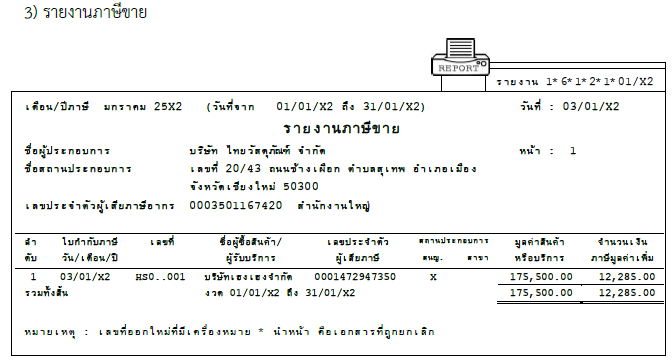 3) รายงานภาษีขาย
REPORT
รายงาน 1*6*1*2*1*01/X2
เดือน/ปีภาษี มกราคม 25X2 (วันที่จาก 01/01/X2 ถึง 31/01/X2) วันที่ : 03/01/X2
รายงานภาษีขาย
ชื่อผู้ประกอบการ บริษัท ไทยวัสดุภัณฑ์ จำกัด หน้า : 1
ชื่อสถานประกอบการ เลขที่ 20/43 ถนนช้างเผือก ตำบลสุเทพ อำเภอเมือง
จังหวัดเชียงใหม่ 50300
เลขประจำตัวผู้เสียภาษีอากร 0003501167420 สำนักงานใหญ่
ลำ ใบกำกับภาษี เลขที่ ชื่อผู้ซื้อสินค้า/ เลขประจำตัว สถานประกอบการ มูลค่าสินค้า จำนวนเงิน
ดับ วัน/เดือน/ปี ผู้รับบริการ ผู้เสียภาษี สนญ. สาขา หรือบริการ ภาษีมูลค่าเพิ่ม
1 03/01/X2 HS0..001 บริษัทเฮงเฮงจำกัด 0001472947350 X 175,500.00 12,285.00
รวมทั้งสิ้น งวด 01/01/X2 ถึง 31/01/X2 175,500.00 12,285.00
หมายเหตุ : เลขที่ออกใหม่ที่มีเครื่องหมาย * นำหน้า คือเอกสารที่ถูกยกเลิก